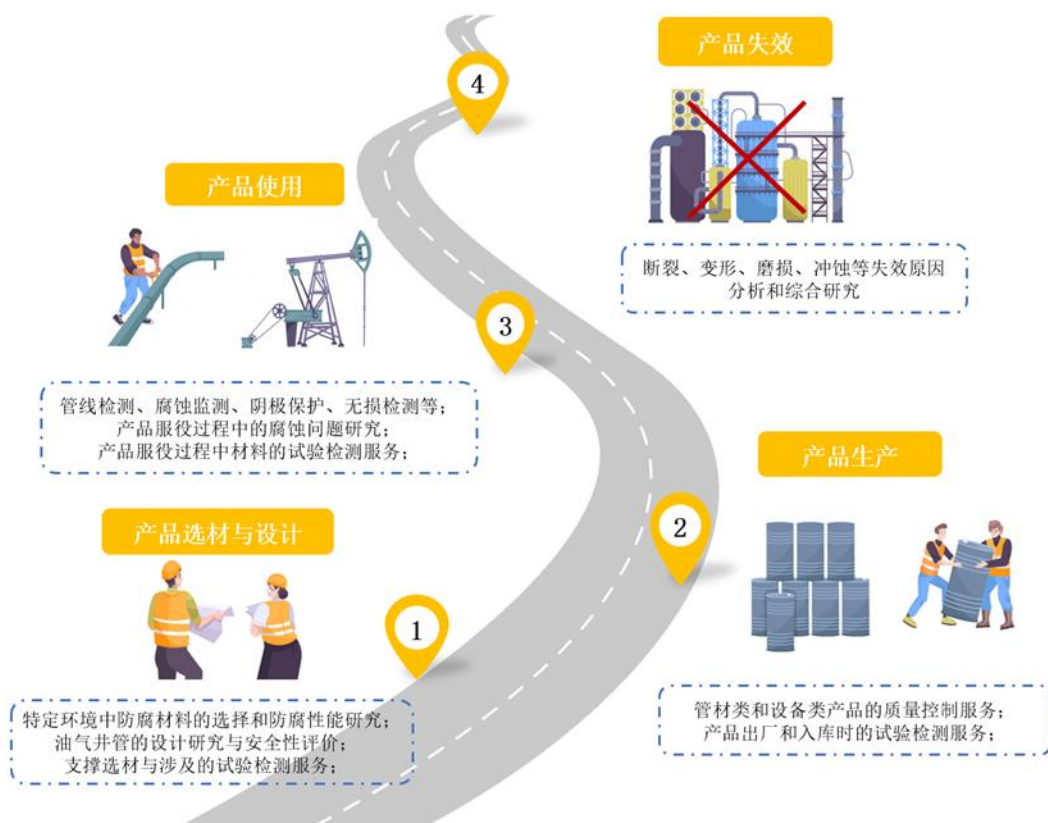 产品失效
4
断裂、变形、磨损、冲蚀等失效原因
分析和综合研究
产品使用
3
管线检测、腐蚀监测、阴极保护、无损检测等;
产品服役过程中的腐蚀问题研究;
产品服役过程中材料的试验检测服务;
产品生产
2
管材类和设备类产品的质量控制服务;
产品出厂和入库时的试验检测服务;
产品选材与设计
1
特定环境中防腐材料的选择和防腐性能研究;
油气井管的设计研究与安全性评价;
支撑选材与涉及的试验检测服务;